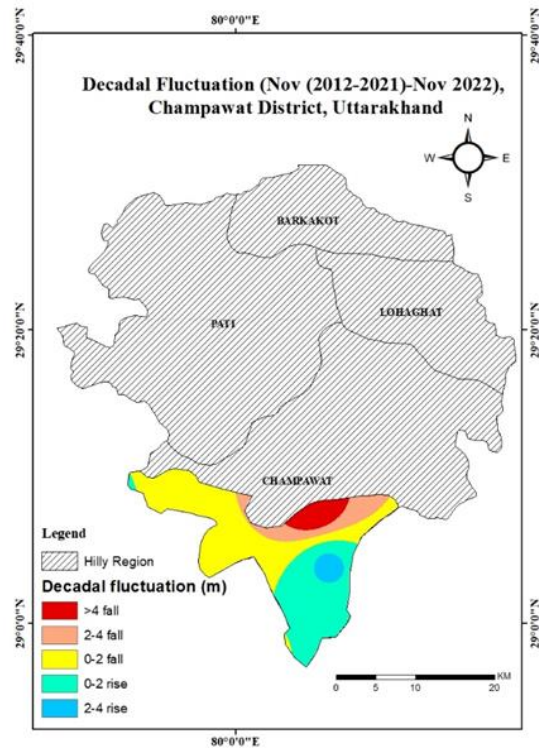 80°0'0"E
Decadal Fluctuation (Nov (2012-2021)-Nov 2022),
Champawat District, Uttarakhand
N
W E
S
29°40'0"N
29°40'0"N
BARKAKOT
LOHAGHAT
PATI
29°20'0"N
29°20'0"N
CHAMPAWAT
Legend
Hilly Region
Decadal fluctuation (m)
>4 fall
2-4 fall
0-2 fall
0-2 rise
2-4 rise
29°0'0"N
29°0'0"N
KM
0 5 10 20
80°0'0"E